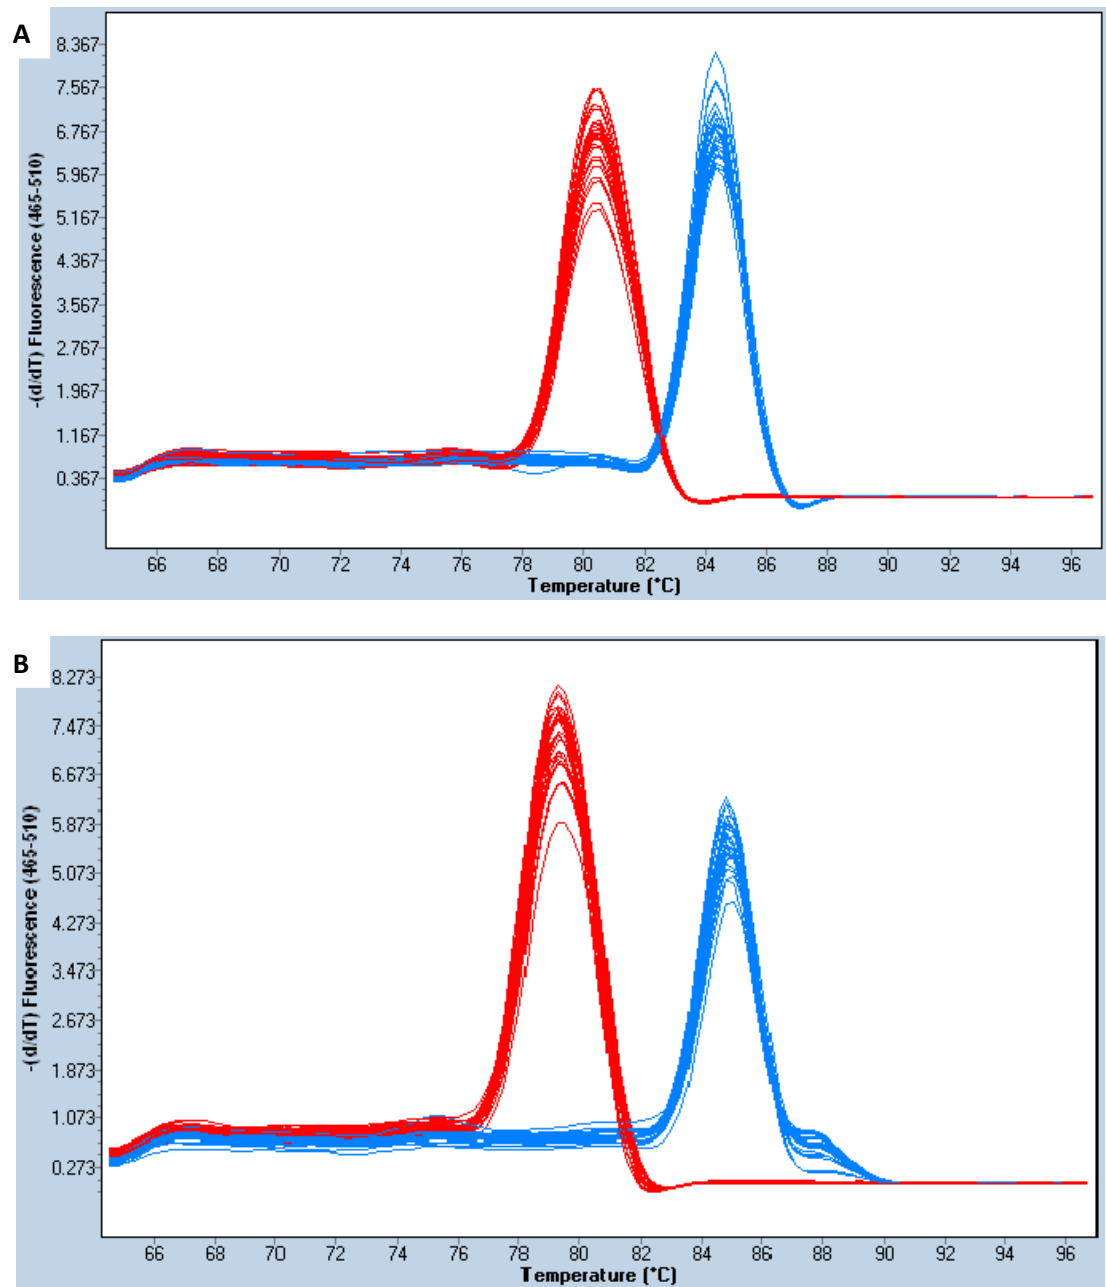 A
-(d/dT) Fluorescence (465-510)
8.367
7.567
6.767
5.967
5.167
4.367
3.567
2.767
1.967
1.167
0.367
66 68 70 72 74 76 78 80 82 84 86 88 90 92 94 96
Temperature (°C)
B
-(d/dT) Fluorescence (465-510)
8.273
7.473
6.673
5.873
5.073
4.273
3.473
2.673
1.873
1.073
0.273
66 68 70 72 74 76 78 80 82 84 86 88 90 92 94 96
Temperature (°C)